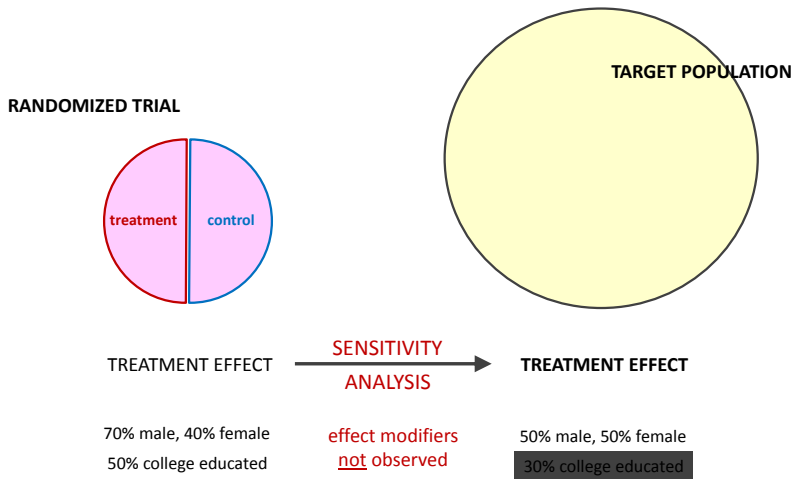 TARGET POPULATION
RANDOMIZED TRIAL
treatment
control
SENSITIVITY
TREATMENT EFFECT
TREATMENT EFFECT
ANALYSIS
70% male, 40% female
effect modifiers
50% male, 50% female
50% college educated
not observed
30% college educated